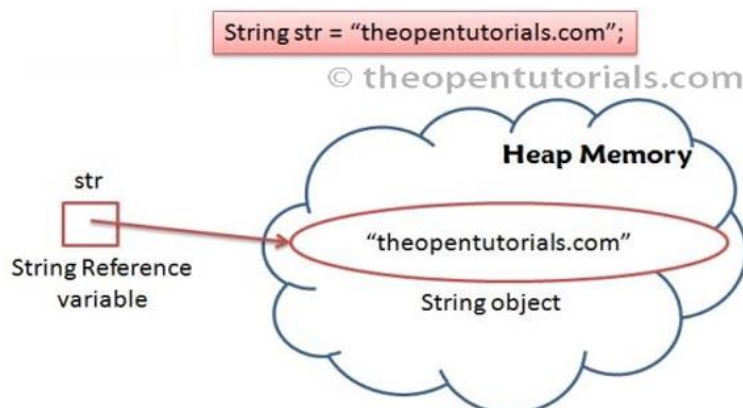 String str = “theopentutorials.com”;
© theopentutorials.com
Heap Memory
str
“theopentutorials.com”
String Reference
variable
String object